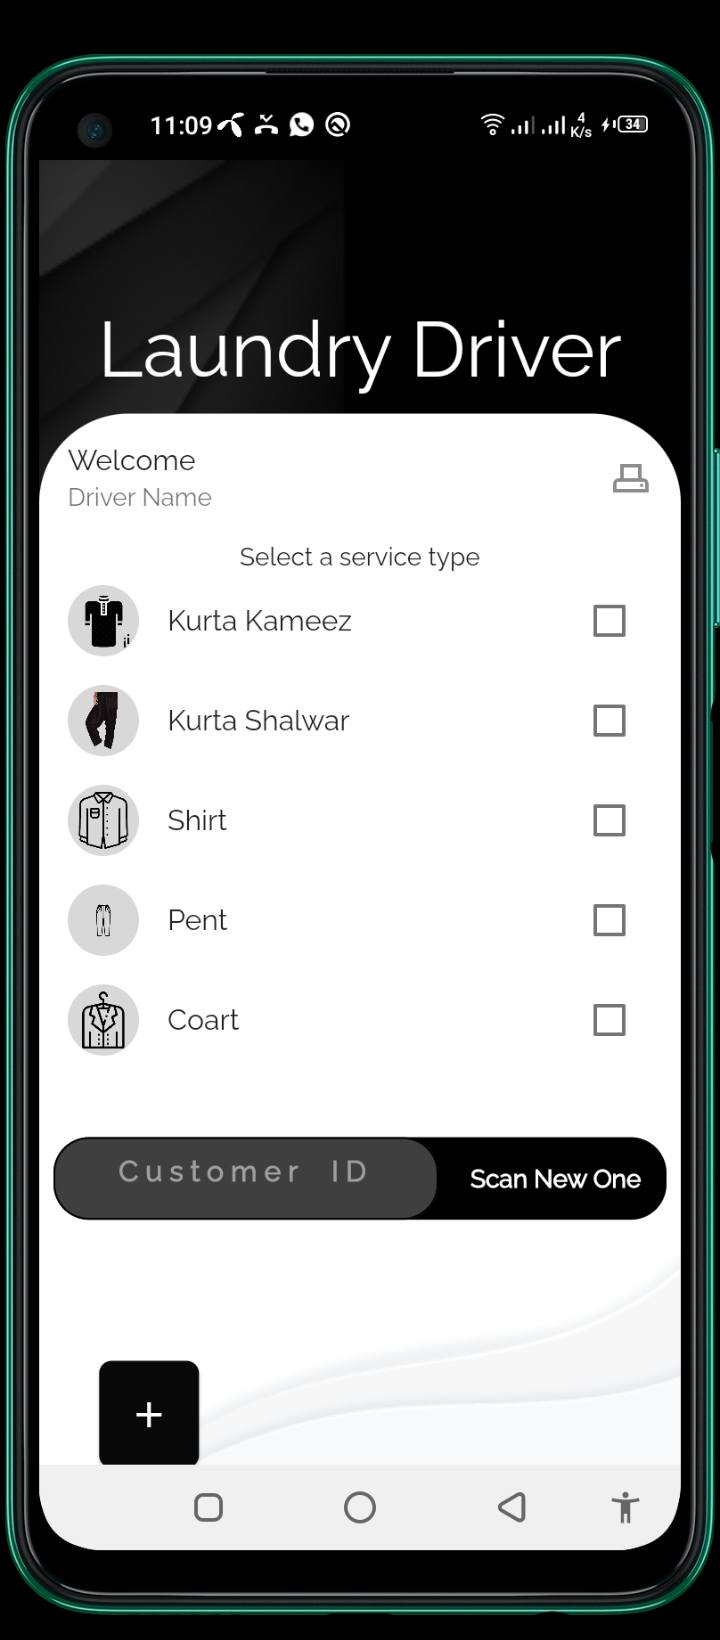 11:09
4
K/s
34
Laundry Driver
Welcome
Driver Name
Select a service type
Kurta Kameez
Kurta Shalwar
Shirt
Pent
Coart
Customer ID
Scan New One
+